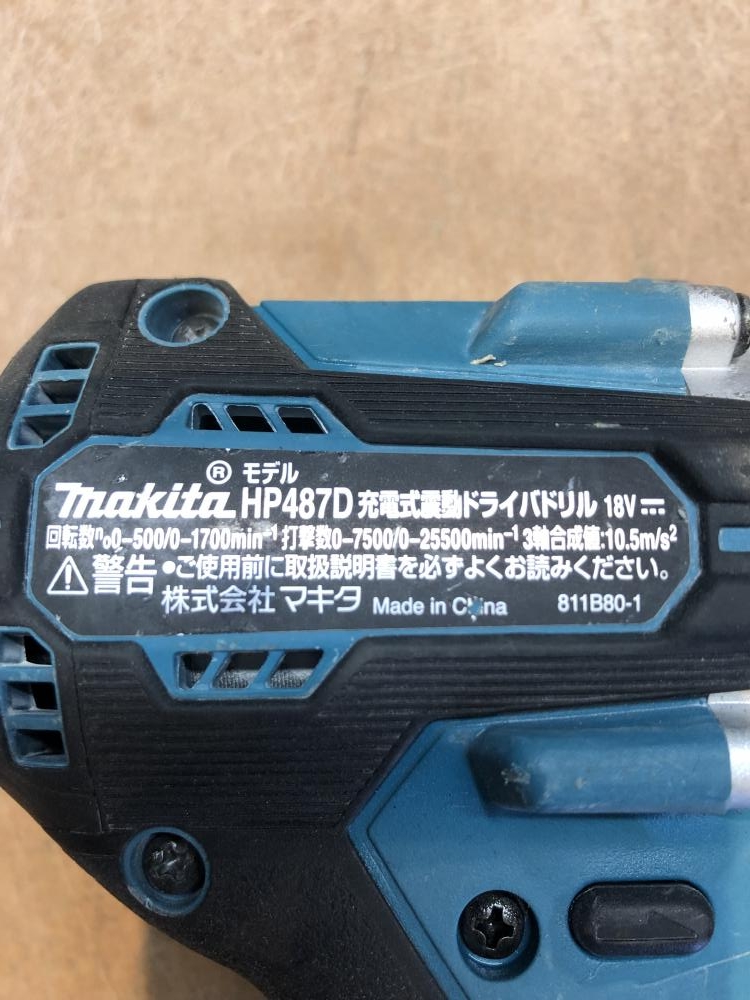 makita® モデル HP487D 充電式震動ドライバドリル 18V⎓
回転数n₀0-500/0-1700min⁻¹ 打撃数0-7500/0-25500min⁻¹ 3軸合成値:10.5m/s²
⚠警告 •ご使用前に取扱説明書を必ずよくお読みください。
株式会社 マキタ Made in China 811B80-1